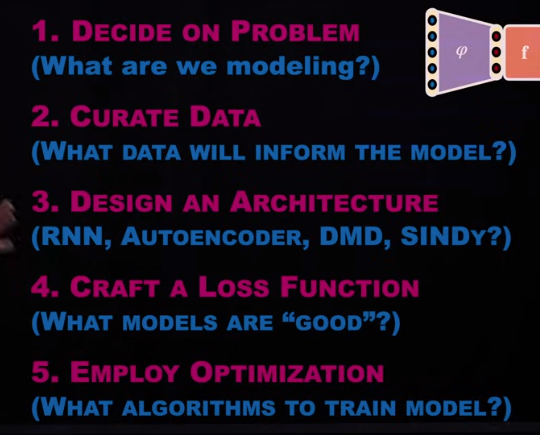 1. DECIDE ON PROBLEM
(What are we modeling?)
2. CURATE DATA
(WHAT DATA WILL INFORM THE MODEL?)
3. DESIGN AN ARCHITECTURE
(RNN, AUTOENCODER, DMD, SINDY?)
4. CRAFT A LOSS FUNCTION
(WHAT MODELS ARE “GOOD”?)
5. EMPLOY OPTIMIZATION
(WHAT ALGORITHMS TO TRAIN MODEL?)
φ
f